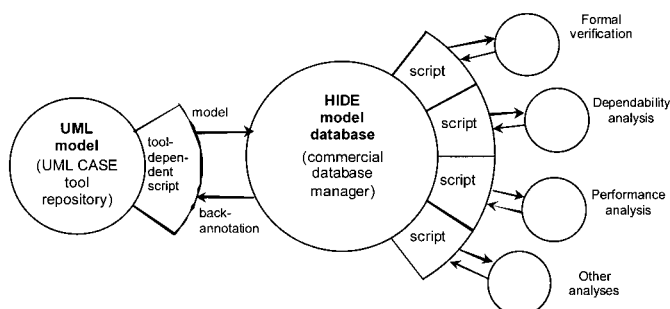 UML
model
(UML CASE
tool
repository)
tool-
depen-
dent
script
model
back-
annotation
HIDE
model
database
(commercial
database
manager)
script
script
script
script
Formal
verification
Dependability
analysis
Performance
analysis
Other
analyses